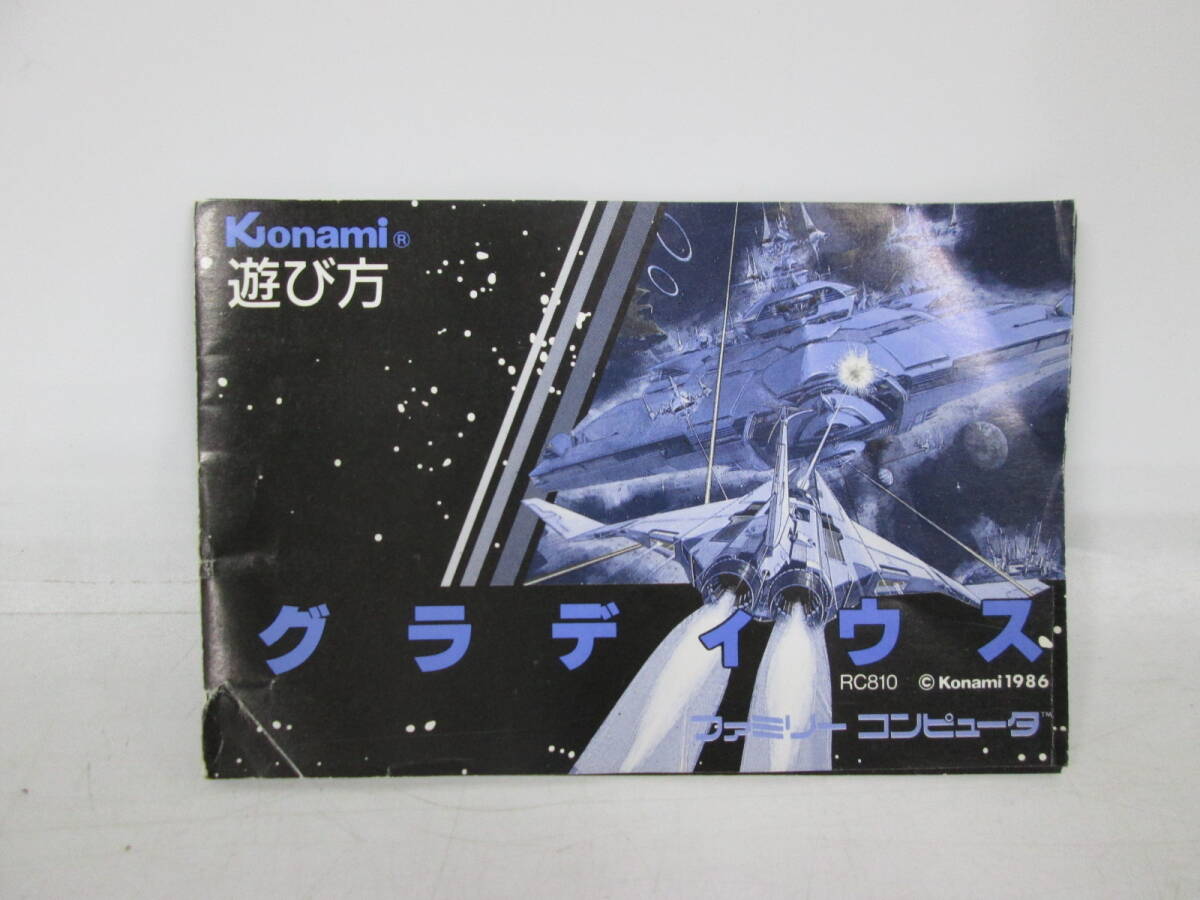 Konami®
遊び方
グラディウス
RC810 © Konami 1986
ファミリー コンピュータ™